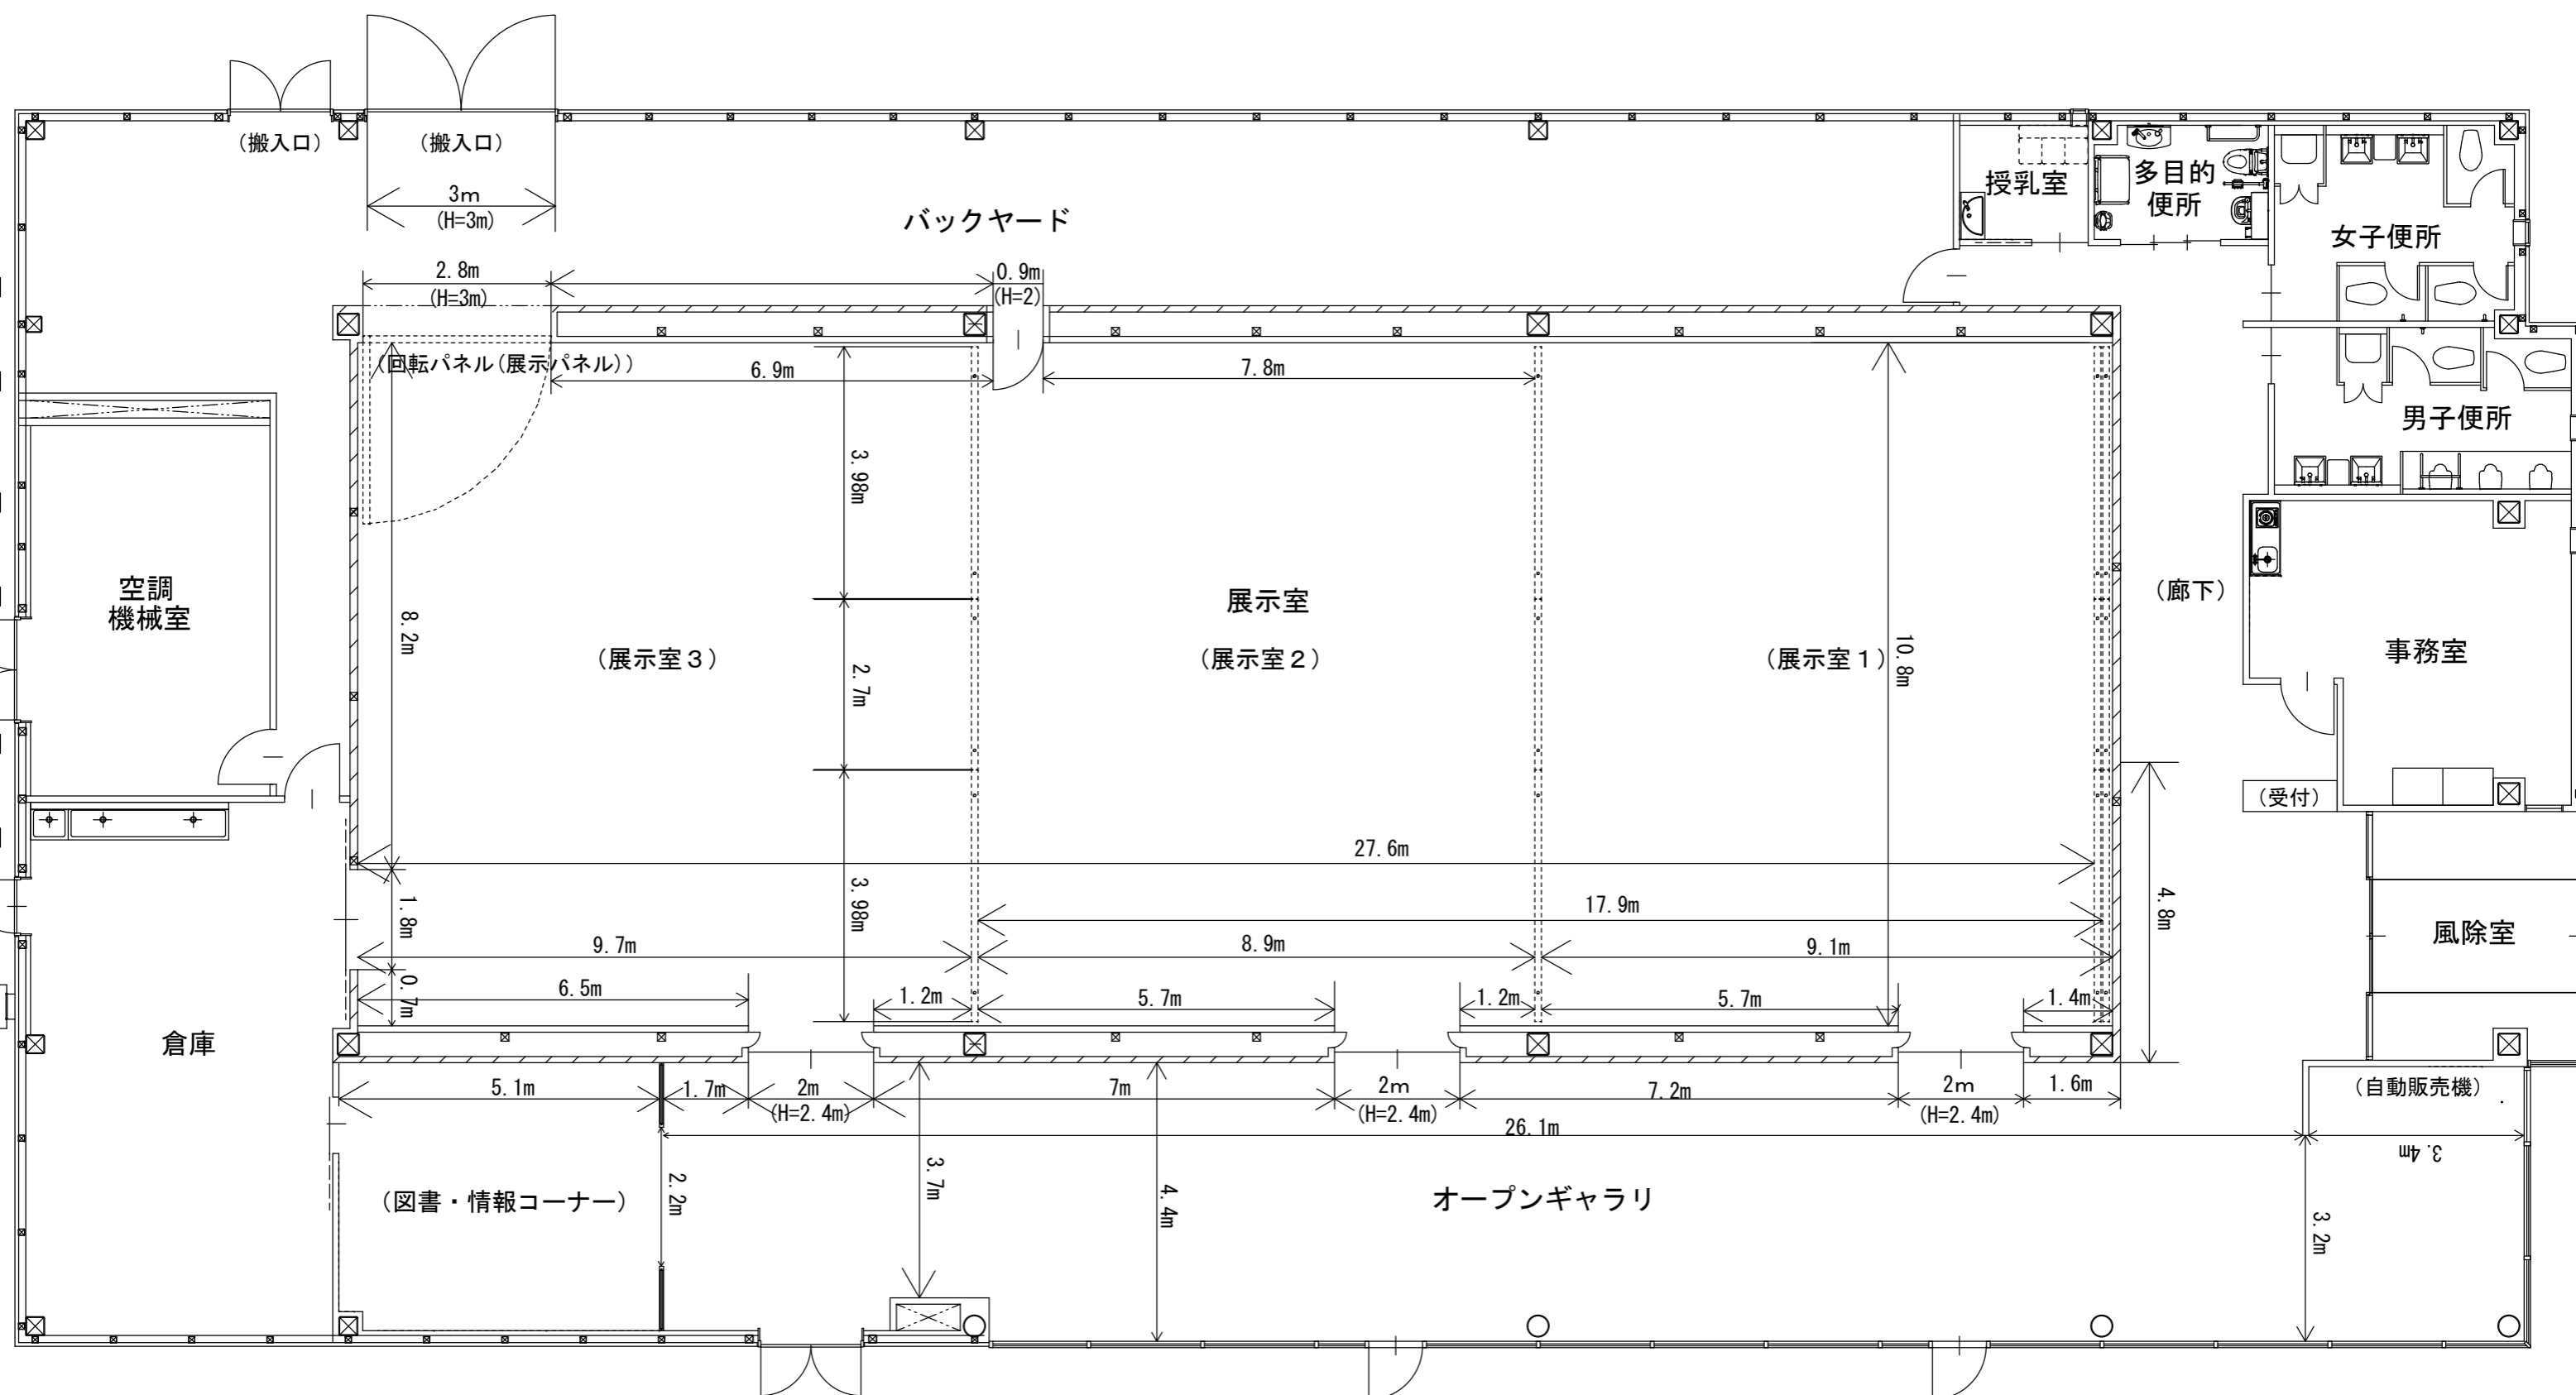 （搬入口）
（搬入口）
3m
(H=3m)
バックヤード
授乳室
多目的
便所
女子便所
2.8m
(H=3m)
0.9m
(H=2)
（回転パネル(展示パネル)）
6.9m
7.8m
男子便所
3.98m
空調
機械室
8.2m
（展示室３）
2.7m
展示室
（展示室２）
（展示室１）
10.8m
（廊下）
事務室
（受付）
27.6m
3.98m
1.8m
17.9m
4.8m
9.7m
8.9m
9.1m
風除室
0.7m
6.5m
1.2m
5.7m
1.2m
5.7m
1.4m
倉庫
5.1m
1.7m
2m
(H=2.4m)
7m
2m
(H=2.4m)
7.2m
2m
(H=2.4m)
1.6m
（自動販売機）
26.1m
3.4m
（図書・情報コーナー）
2.2m
3.7m
4.4m
オープンギャラリ
3.2m